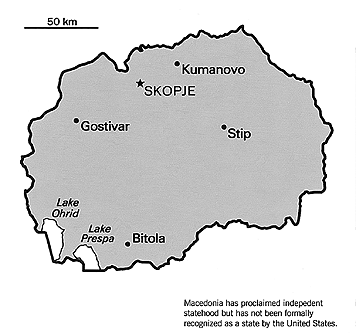 50 km
Kumanovo
SKOPJE
Gostivar
Stip
Lake
Ohrid
Lake
Prespa
Bitola
Macedonia has proclaimed indepedent
statehood but has not been formally
recognized as a state by the United States.